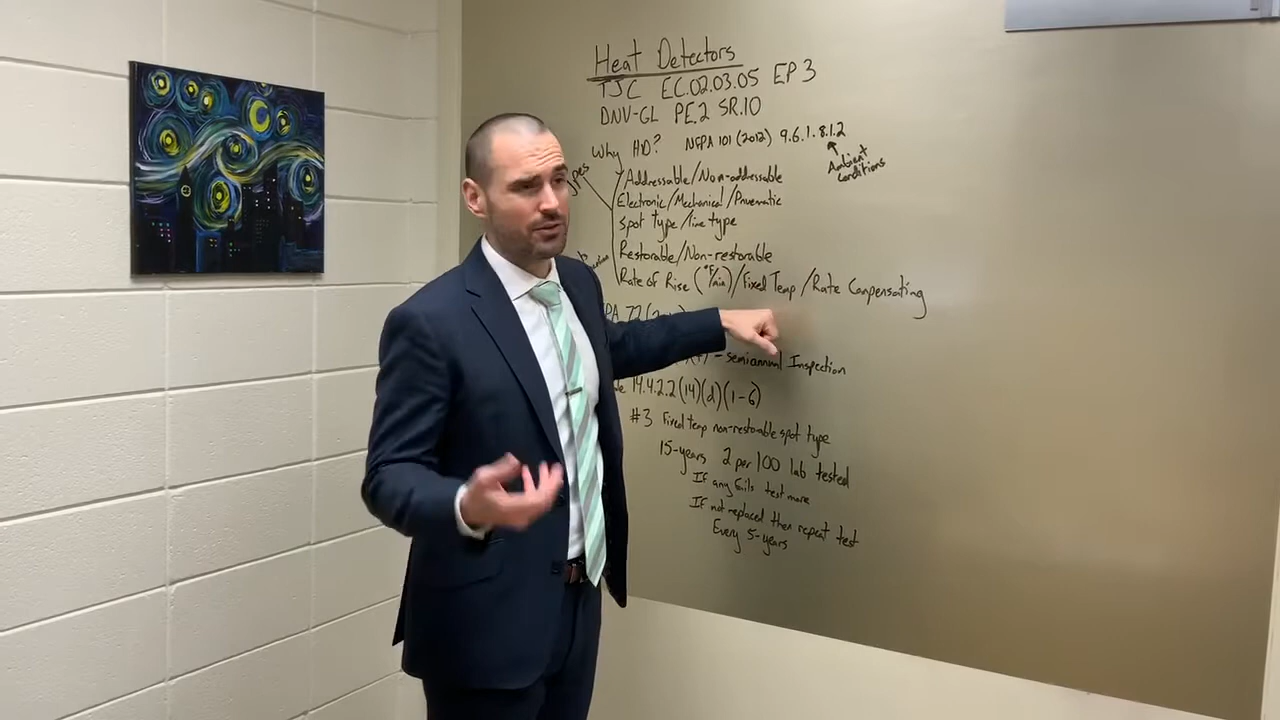 Heat Detectors
TJC EC.02.03.05 EP 3
DNV-GL PE.2 SR.10
Why HD? NFPA 101 (2012) 9.6.1.8.1.2
Ambient
conditions
Addressable/Non-addressable
Electronic/Mechanical/Pnuematic
Spot type/line type
Restorable/Non-restorable
Rate of Rise (°F/min)/Fixed Temp/Rate Compensating
72
- semiannual Inspection
14.4.2.2(14)(d)(1-6)
#3 Fixed temp non-restorable spot type
15-years 2 per 100 lab tested
If any fails test more
If not replaced then repeat test
Every 5-years